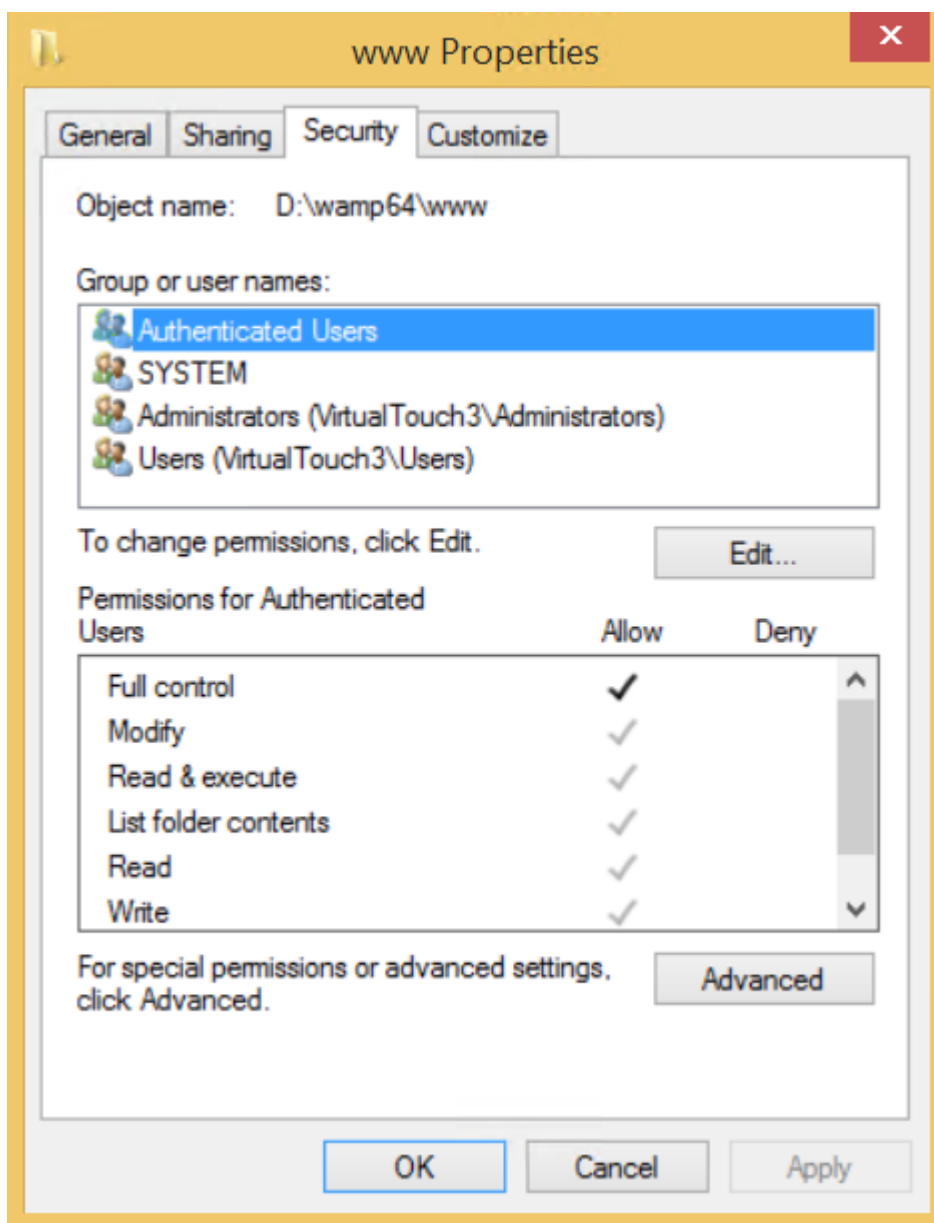 www Properties
General Sharing Security Customize
Object name: D:\wamp64\www
Group or user names:
Authenticated Users
SYSTEM
Administrators (VirtualTouch3\Administrators)
Users (VirtualTouch3\Users)
To change permissions, click Edit.
Edit...
Permissions for Authenticated
Users Allow Deny
Full control
Modify
Read & execute
List folder contents
Read
Write
For special permissions or advanced settings,
click Advanced.
Advanced
OK Cancel Apply